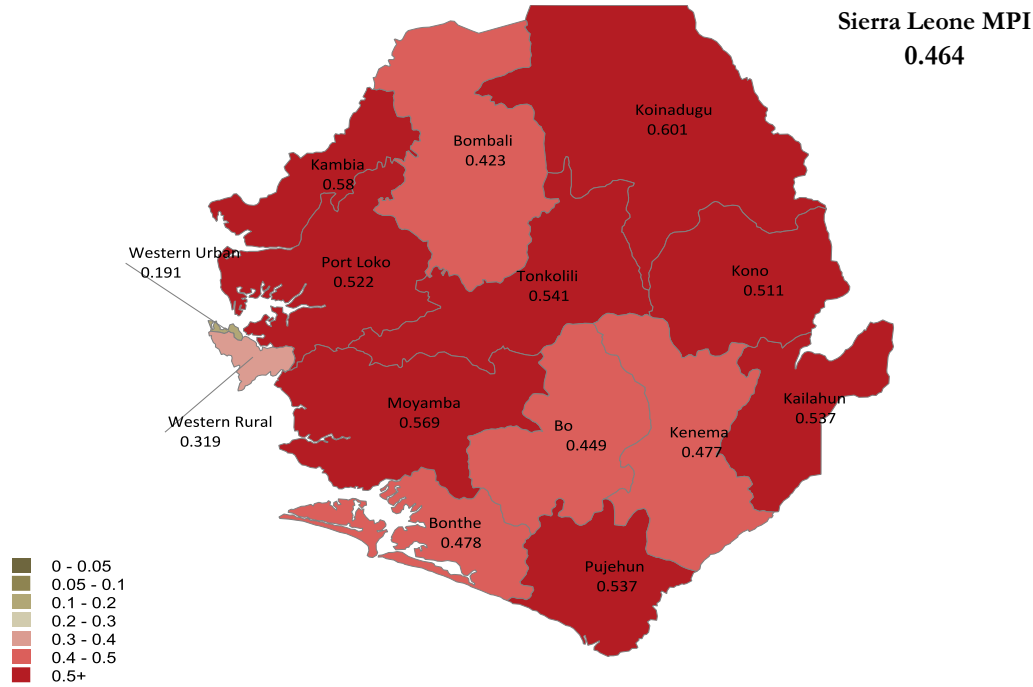 Sierra Leone MPI
0.464
Koinadugu
0.601
Bombali
0.423
Kambia
0.58
Western Urban
0.191
Port Loko
0.522
Tonkolili
0.541
Kono
0.511
Western Rural
0.319
Moyamba
0.569
Bo
0.449
Kenema
0.477
Kailahun
0.537
Bonthe
0.478
Pujehun
0.537
0 - 0.05
0.05 - 0.1
0.1 - 0.2
0.2 - 0.3
0.3 - 0.4
0.4 - 0.5
0.5+